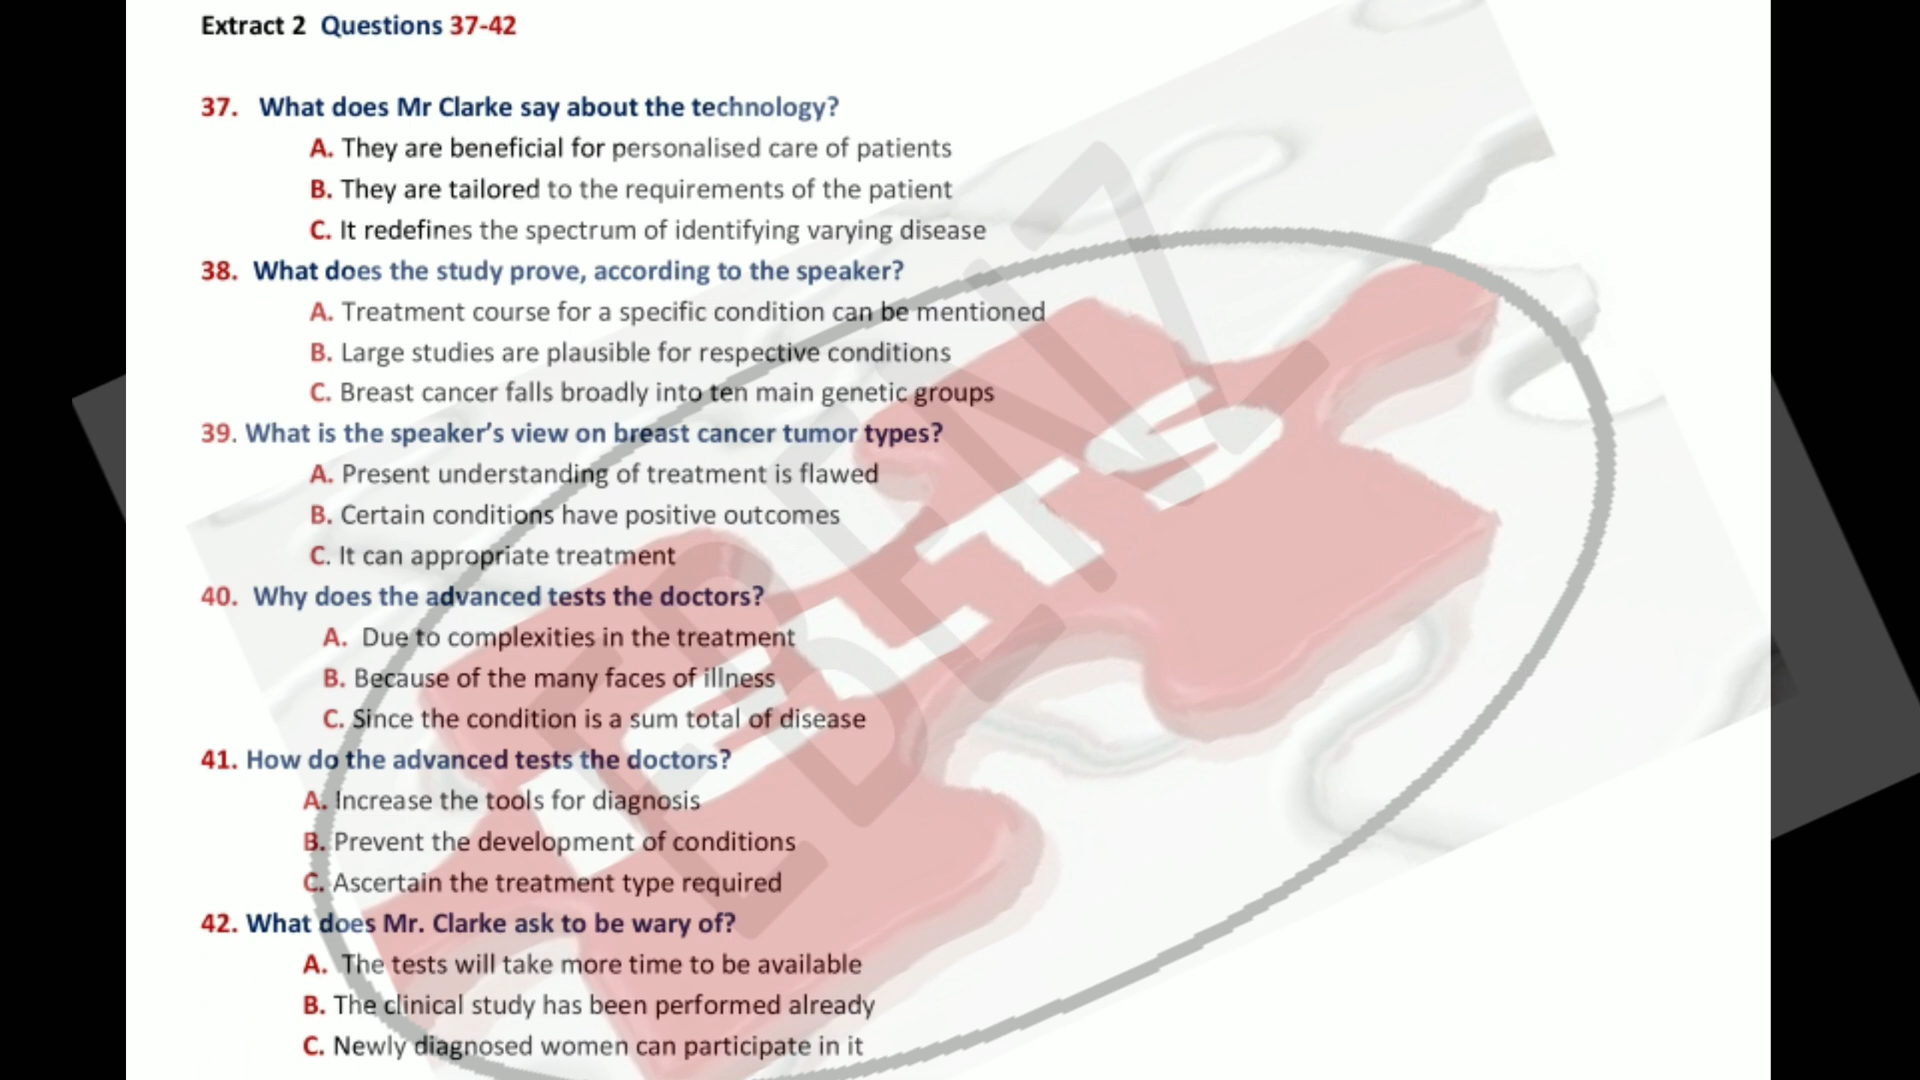 Extract 2 Questions 37-42
37. What does Mr Clarke say about the technology?
A. They are beneficial for personalised care of patients
B. They are tailored to the requirements of the patient
C. It redefines the spectrum of identifying varying disease
38. What does the study prove, according to the speaker?
A. Treatment course for a specific condition can be mentioned
B. Large studies are plausible for respective conditions
C. Breast cancer falls broadly into ten main genetic groups
39. What is the speaker’s view on breast cancer tumor types?
A. Present understanding of treatment is flawed
B. Certain conditions have positive outcomes
C. It can appropriate treatment
40. Why does the advanced tests the doctors?
A. Due to complexities in the treatment
B. Because of the many faces of illness
C. Since the condition is a sum total of disease
41. How do the advanced tests the doctors?
A. Increase the tools for diagnosis
B. Prevent the development of conditions
C. Ascertain the treatment type required
42. What does Mr. Clarke ask to be wary of?
A. The tests will take more time to be available
B. The clinical study has been performed already
C. Newly diagnosed women can participate in it